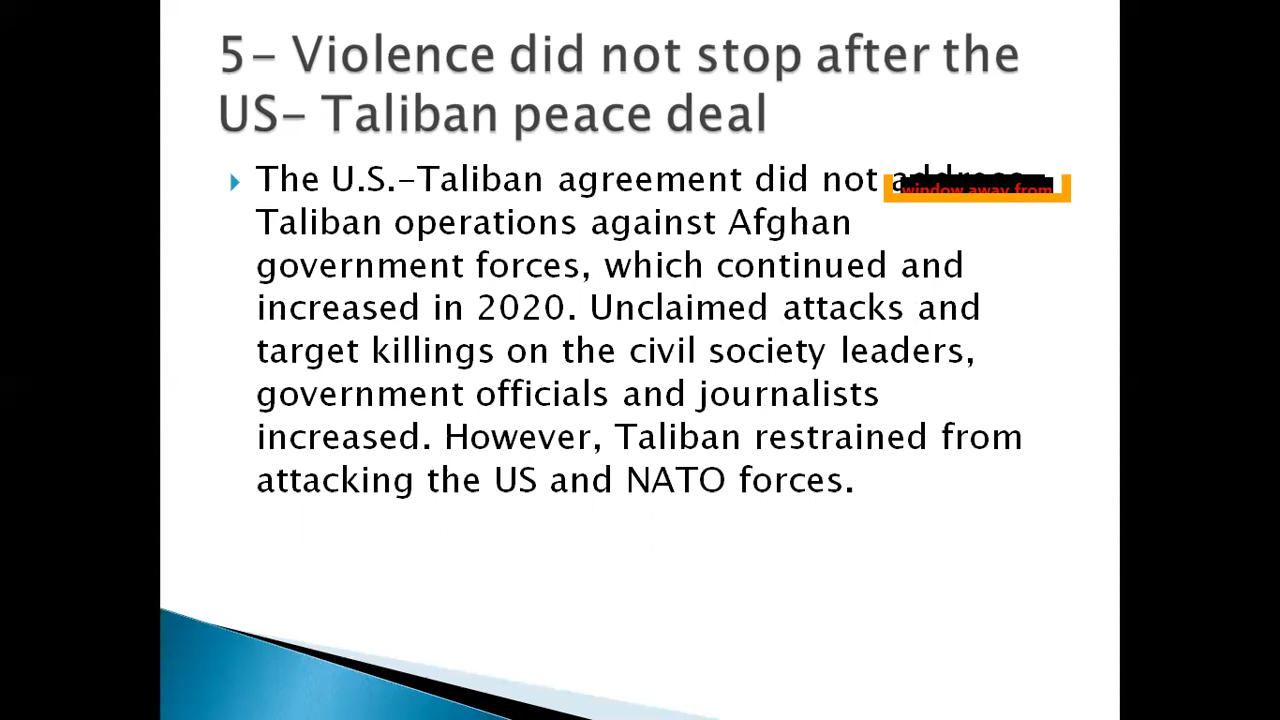 5- Violence did not stop after the
US- Taliban peace deal
The U.S.-Taliban agreement did not address
window away from
Taliban operations against Afghan
government forces, which continued and
increased in 2020. Unclaimed attacks and
target killings on the civil society leaders,
government officials and journalists
increased. However, Taliban restrained from
attacking the US and NATO forces.